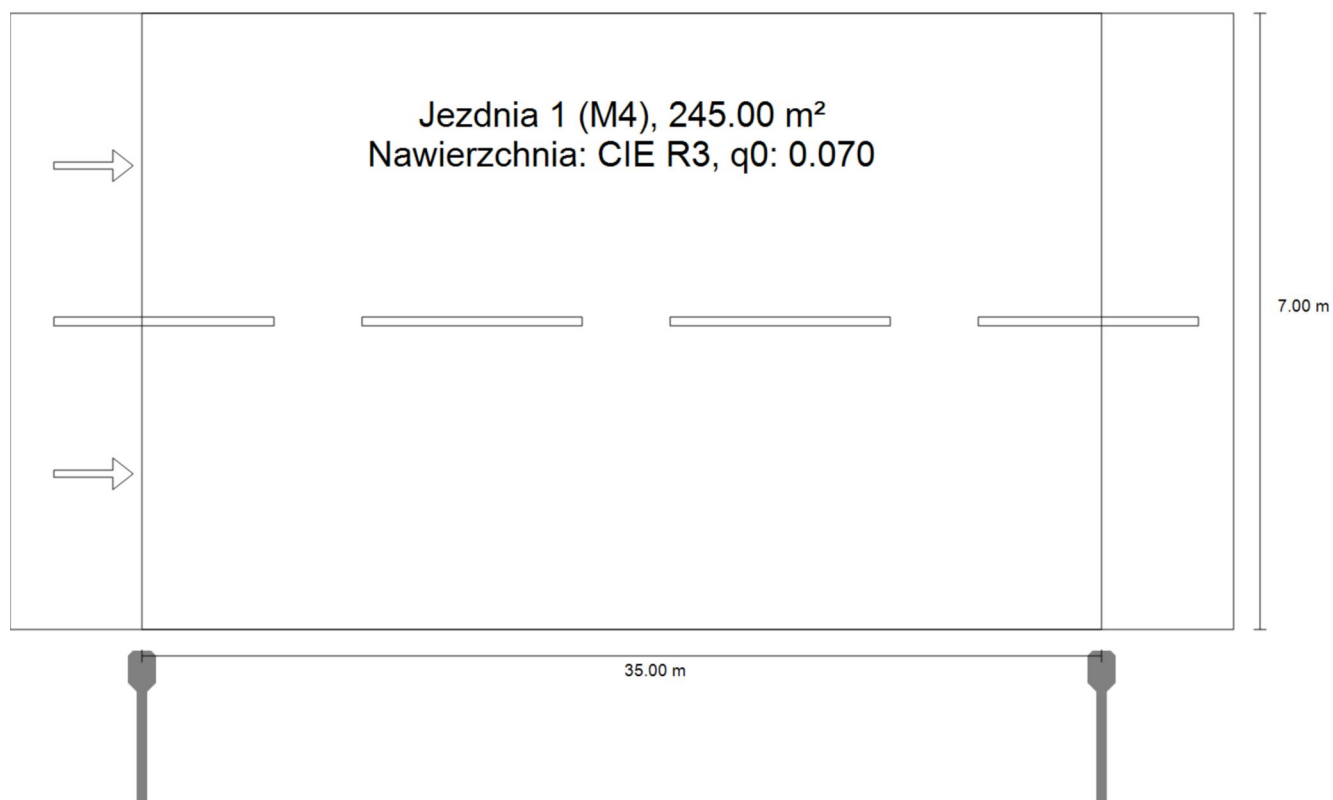 Jezdnia 1 (M4), 245.00 m²
Nawierzchnia: CIE R3, q0: 0.070
7.00 m
35.00 m